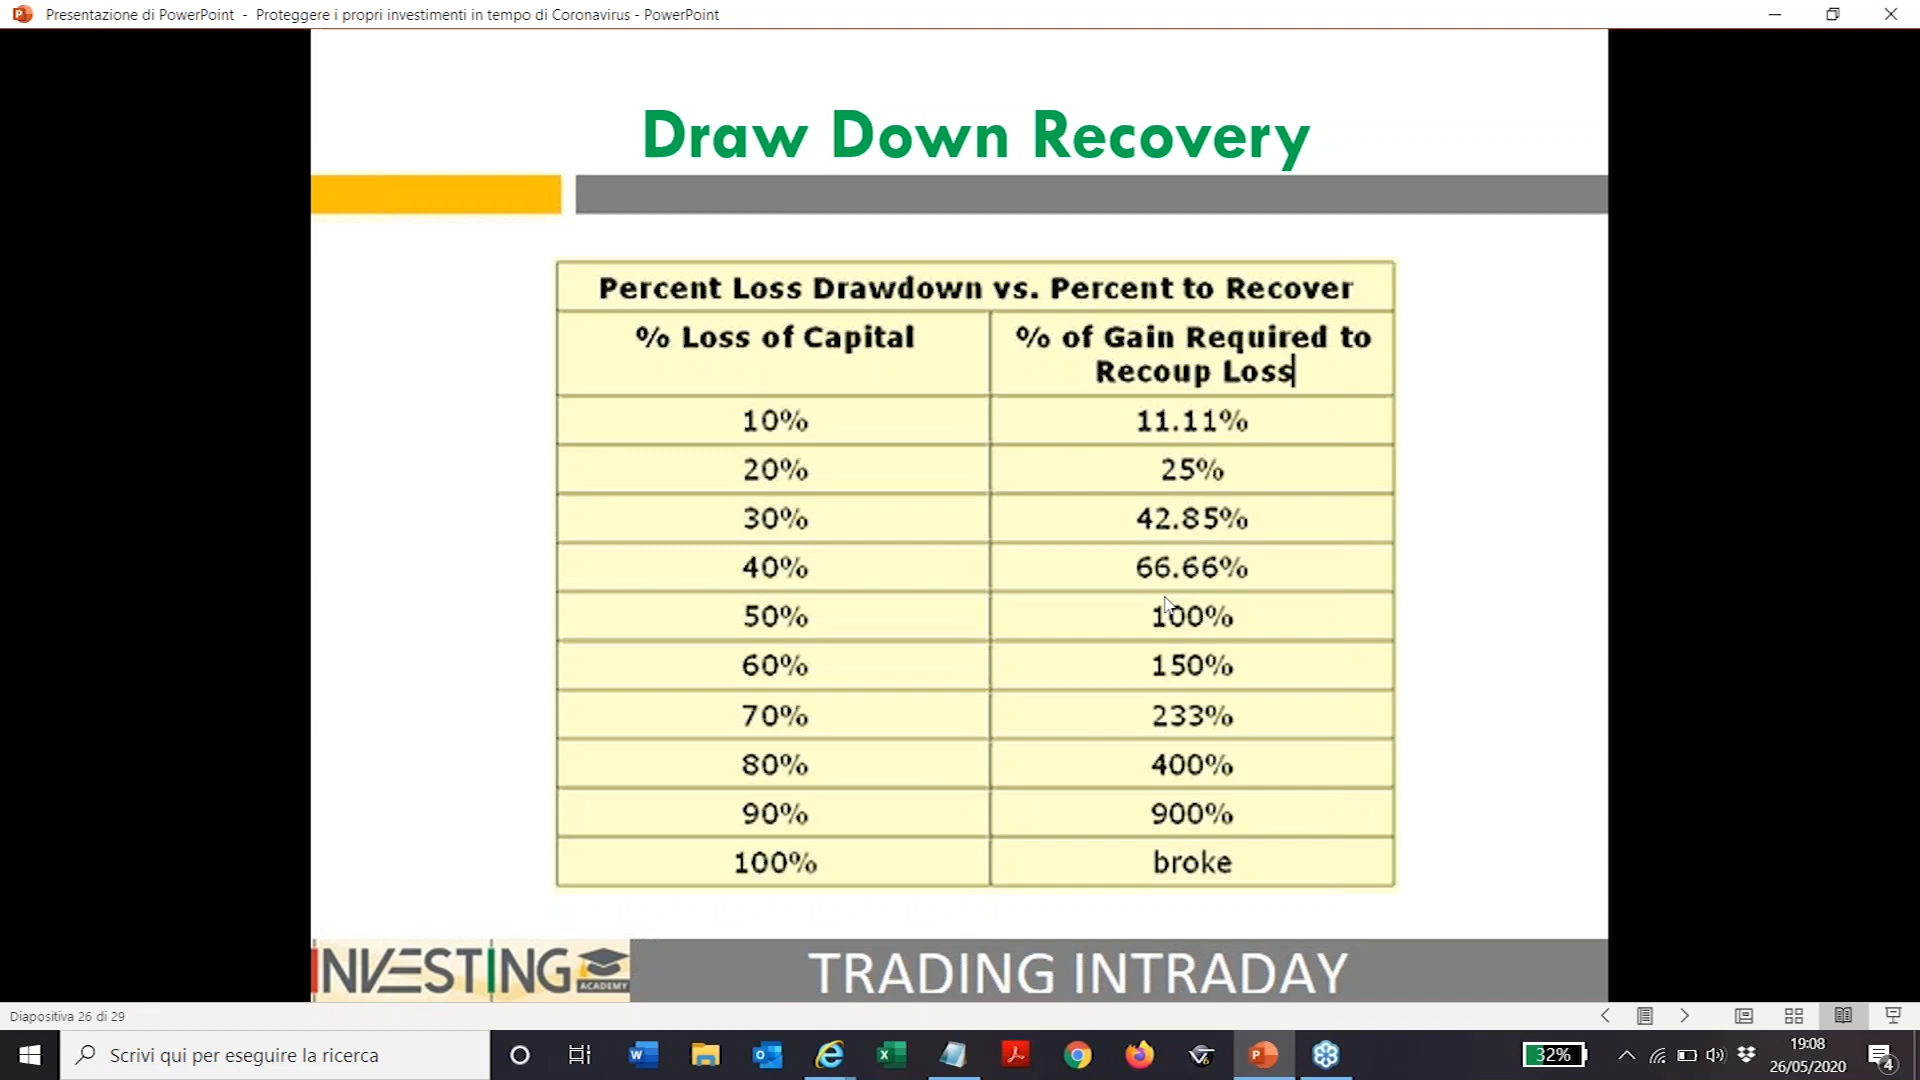 Presentazione di PowerPoint - Proteggere i propri investimenti in tempo di Coronavirus - PowerPoint
Draw Down Recovery
Percent Loss Drawdown vs. Percent to Recover
% Loss of Capital
% of Gain Required to
Recoup Loss
10% 11.11%
20% 25%
30% 42.85%
40% 66.66%
50% 100%
60% 150%
70% 233%
80% 400%
90% 900%
100% broke
INVESTING
ACADEMY
TRADING INTRADAY
Diapositiva 26 di 29
Scrivi qui per eseguire la ricerca
32%
19:08
26/05/2020
4